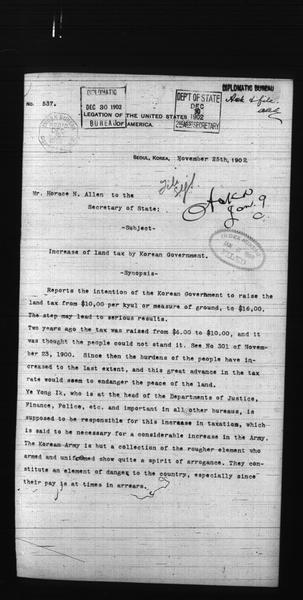 DIPLOMATIC BUREAU
Ack & file
No. 537.
DIPLOMATIC
DEC 30 1902
BUREAU
DEP'T OF STATE
DEC
1902
LEGATION OF THE UNITED STATES
OF AMERICA.
SEOUL, KOREA, November 25th, 1902
Mr. Horace N. Allen to the
Secretary of State:
Ackd
Jan. 9
-Subject-
Increase of land tax by Korean Government.
-Synopsis-
Reports the intention of the Korean Government to raise the
land tax from $10,00 per kyul or measure of ground, to $16,00.
The step may lead to serious results.
Two years ago the tax was raised from $6.00 to $10.00, and it
was thought the people could not stand it. See No 301 of Novem-
ber 23, 1900. Since then the burdens of the people have in-
creased to the last extent, and this great advance in the tax
rate would seem to endanger the peace of the land.
Ye Yong Ik, who is at the head of the Departments of Justice,
Finance, Police, etc. and important in all other bureaus, is
supposed to be responsible for this increase in taxation, which
is said to be necessary for a considerable increase in the Army.
The Korean Army is but a collection of the rougher element who
armed and uniformed show quite a spirit of arrogance. They con-
stitute an element of danger to the country, especially since
their pay is at times in arrears.